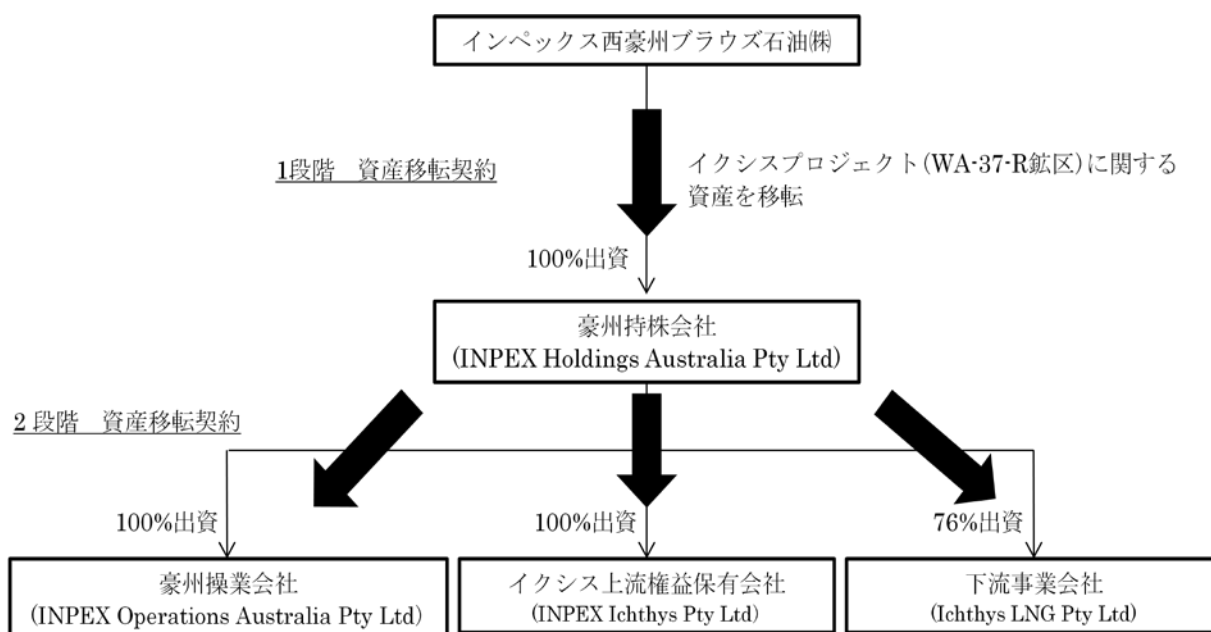 インペックス西豪州ブラウズ石油㈱
1段階　資産移転契約
イクシスプロジェクト(WA-37-R鉱区)に関する
資産を移転
100%出資
豪州持株会社
(INPEX Holdings Australia Pty Ltd)
2 段階　資産移転契約
100%出資
100%出資
76%出資
豪州操業会社
(INPEX Operations Australia Pty Ltd)
イクシス上流権益保有会社
(INPEX Ichthys Pty Ltd)
下流事業会社
(Ichthys LNG Pty Ltd)